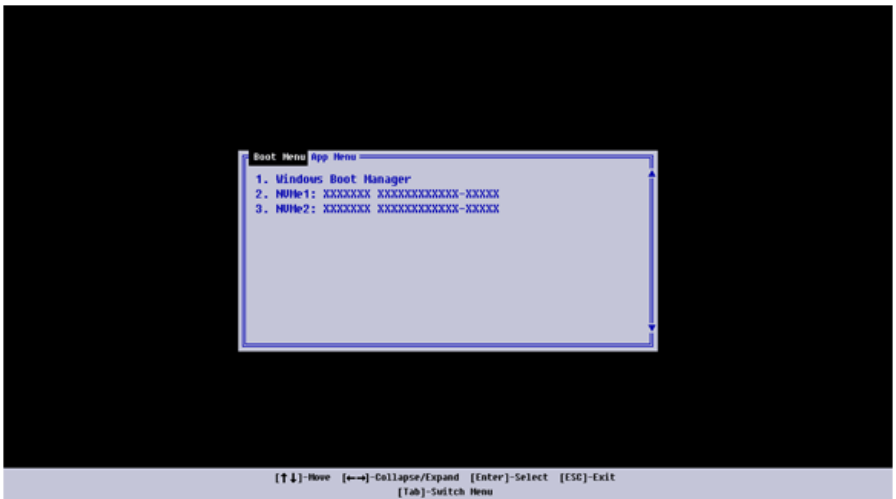 Boot Menu App Menu
1. Windows Boot Manager
2. NVMe1: XXXXXXX XXXXXXXXXXXX-XXXXX
3. NVMe2: XXXXXXX XXXXXXXXXXXX-XXXXX
[↑↓]-Move [←→]-Collapse/Expand [Enter]-Select [ESC]-Exit
[Tab]-Switch Menu